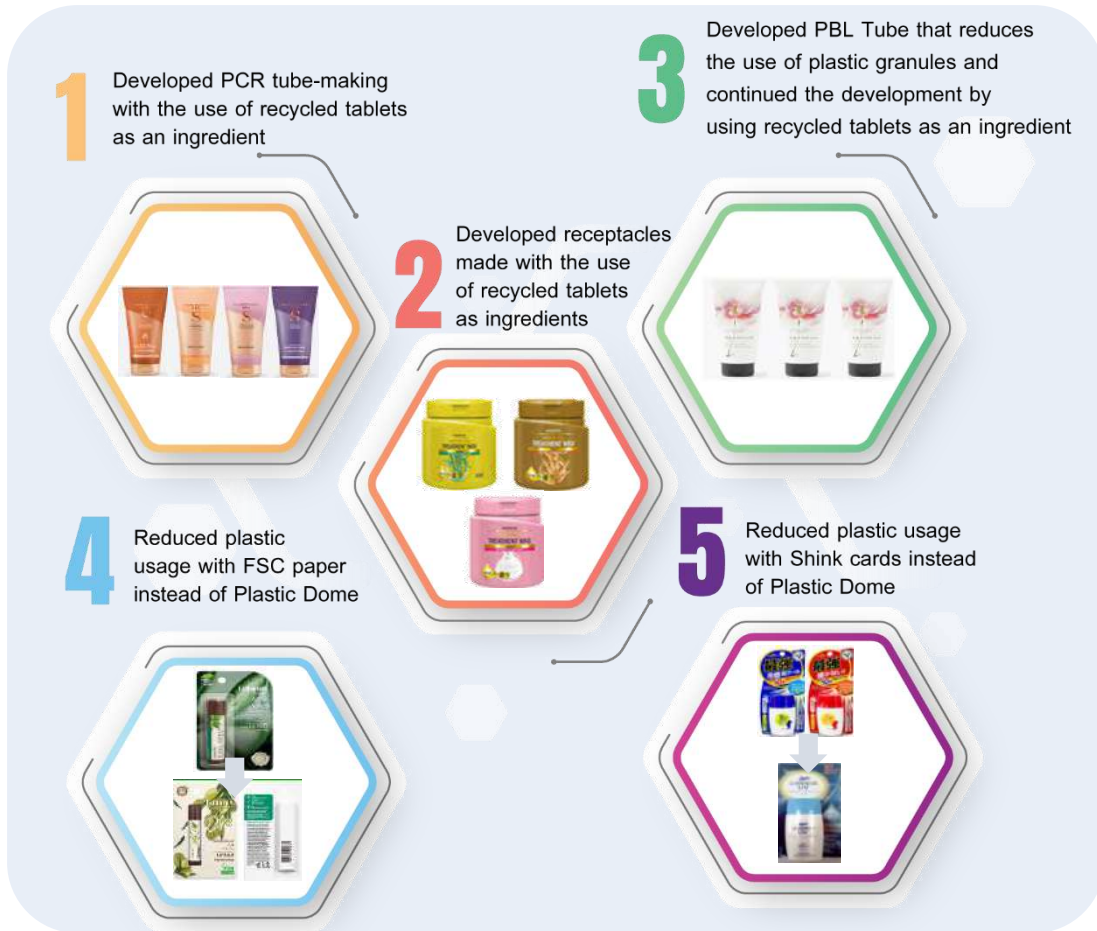 1
Developed PCR tube-making
with the use of recycled tablets
as an ingredient
2
Developed receptacles
made with the use
of recycled tablets
as ingredients
3
Developed PBL Tube that reduces
the use of plastic granules and
continued the development by
using recycled tablets as an ingredient
4
Reduced plastic
usage with FSC paper
instead of Plastic Dome
5
Reduced plastic usage
with Shink cards instead
of Plastic Dome
TREATMENT WAX
TREATMENT WAX
TREATMENT WAX
最強
最強